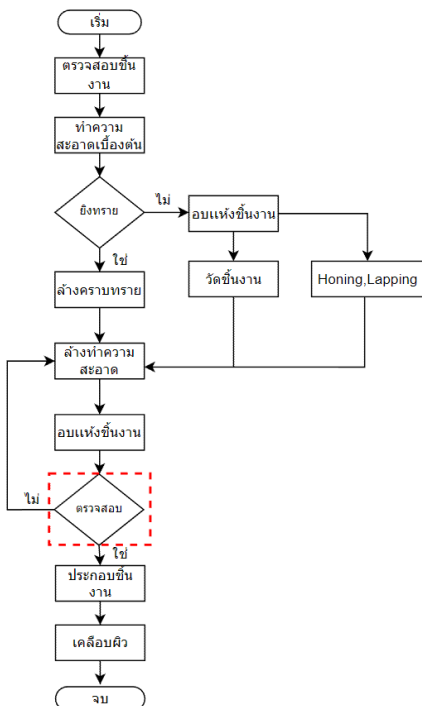 เริ่ม
ตรวจสอบชิ้น
งาน
ทำความ
สะอาดเบื้องต้น
ยิงทราย
ไม่
อบแห้งชิ้นงาน
ใช่
ล้างคราบทราย
วัดชิ้นงาน
Honing,Lapping
ล้างทำความ
สะอาด
อบแห้งชิ้นงาน
ตรวจสอบ
ไม่
ใช่
ประกอบชิ้น
งาน
เคลือบผิว
จบ